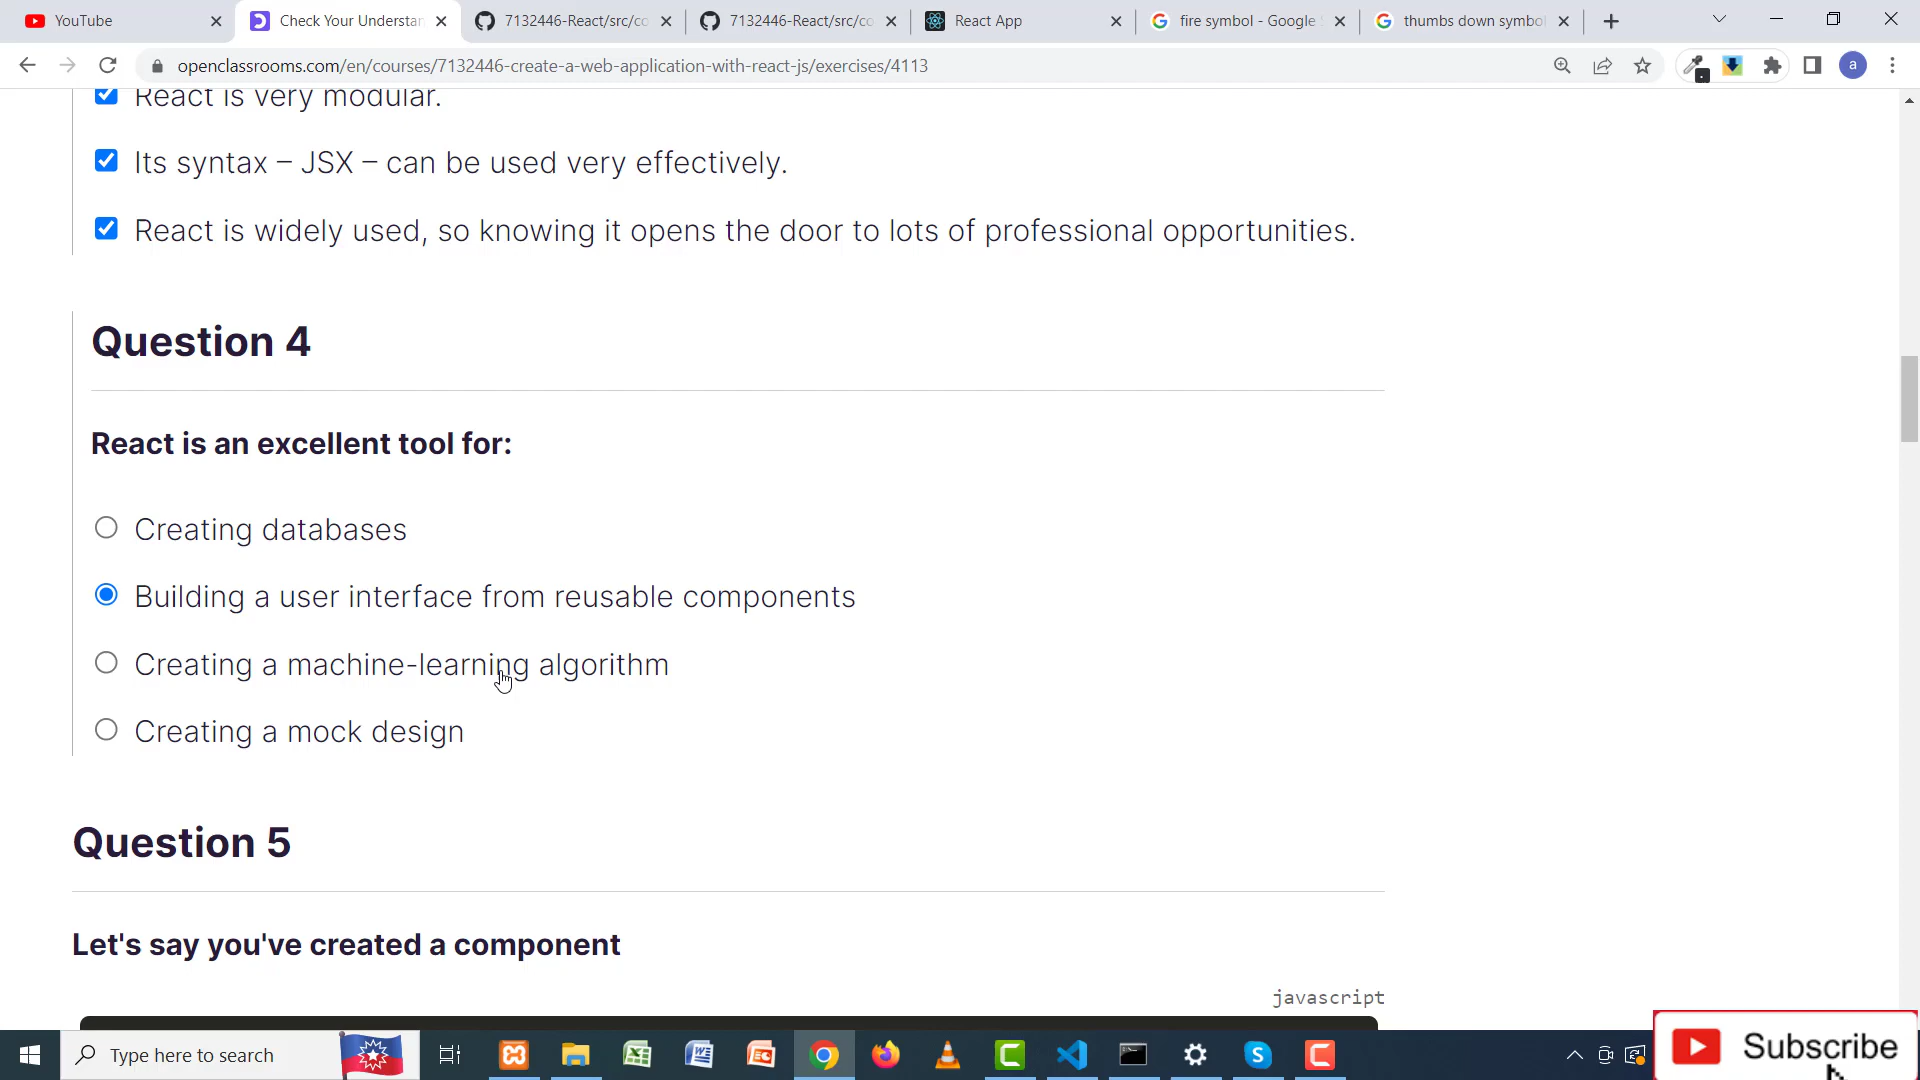 YouTube
Check Your Understan
7132446-React/src/co
7132446-React/src/co
React App
fire symbol - Google
thumbs down symbol
openclassrooms.com/en/courses/7132446-create-a-web-application-with-react-js/exercises/4113
a
React is very modular.
Its syntax – JSX – can be used very effectively.
React is widely used, so knowing it opens the door to lots of professional opportunities.
Question 4
React is an excellent tool for:
Creating databases
Building a user interface from reusable components
Creating a machine-learning algorithm
Creating a mock design
Question 5
Let's say you've created a component
javascript
Type here to search
Subscribe